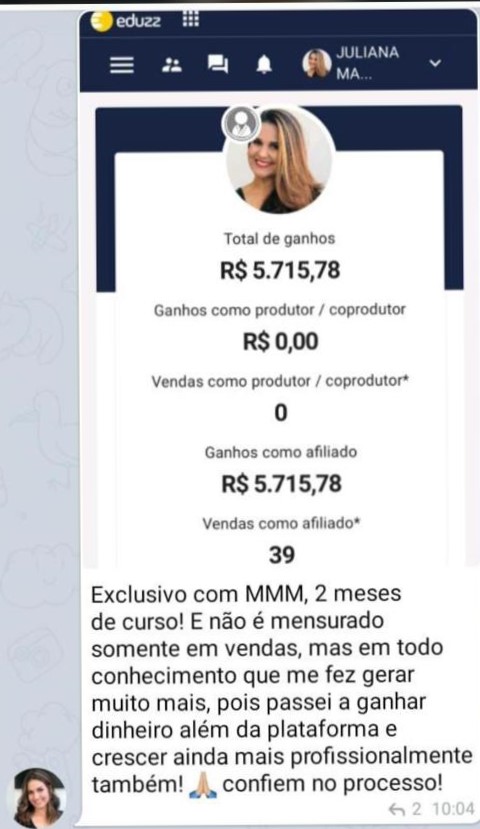 eduzz
JULIANA
MA...
Total de ganhos
R$ 5.715,78
Ganhos como produtor / coprodutor
R$ 0,00
Vendas como produtor / coprodutor*
0
Ganhos como afiliado
R$ 5.715,78
Vendas como afiliado*
39
Exclusivo com MMM, 2 meses
de curso! E não é mensurado
somente em vendas, mas em todo
conhecimento que me fez gerar
muito mais, pois passei a ganhar
dinheiro além da plataforma e
crescer ainda mais profissionalmente
também! 🙏🏼 confiem no processo!
2 10:04